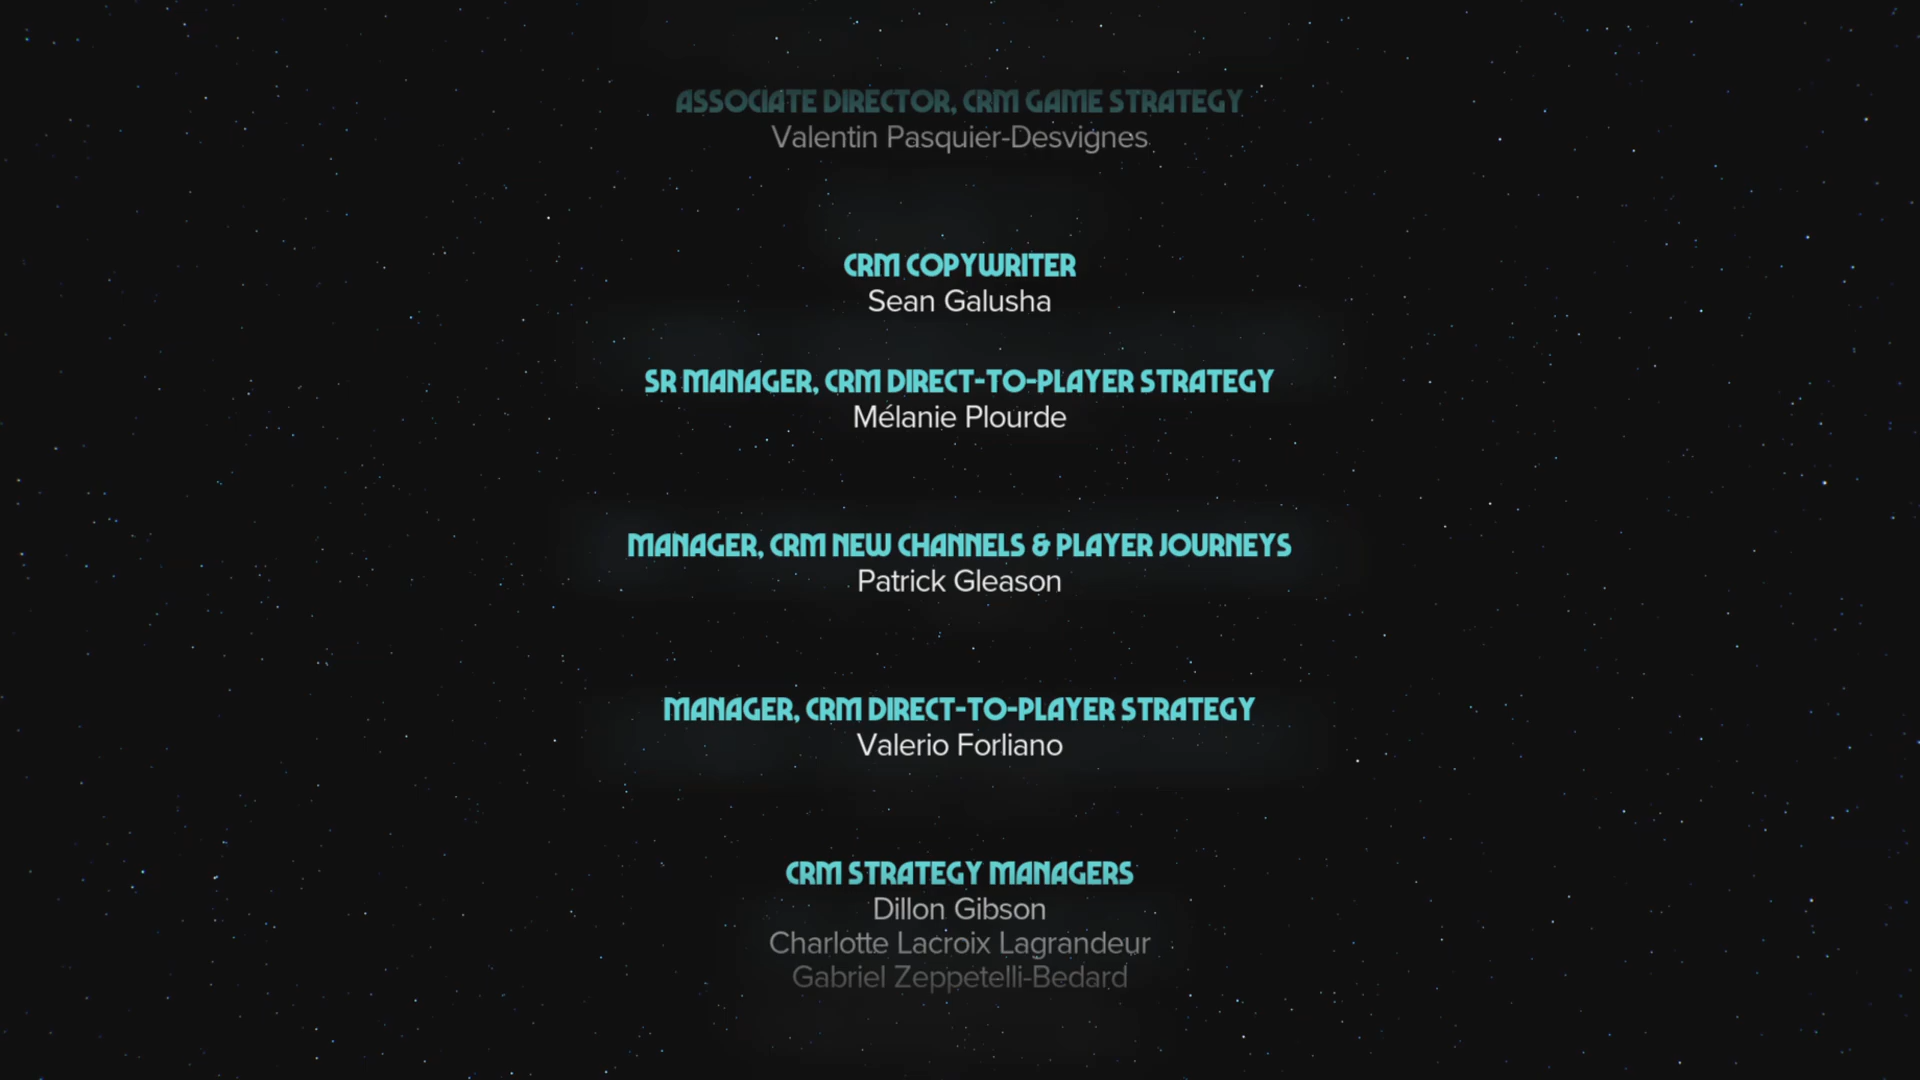 ASSOCIATE DIRECTOR, CRM GAME STRATEGY
Valentin Pasquier-Desvignes
CRM COPYWRITER
Sean Galusha
SR MANAGER, CRM DIRECT-TO-PLAYER STRATEGY
Mélanie Plourde
MANAGER, CRM NEW CHANNELS & PLAYER JOURNEYS
Patrick Gleason
MANAGER, CRM DIRECT-TO-PLAYER STRATEGY
Valerio Forliano
CRM STRATEGY MANAGERS
Dillon Gibson
Charlotte Lacroix Lagrandeur
Gabriel Zeppetelli-Bedard